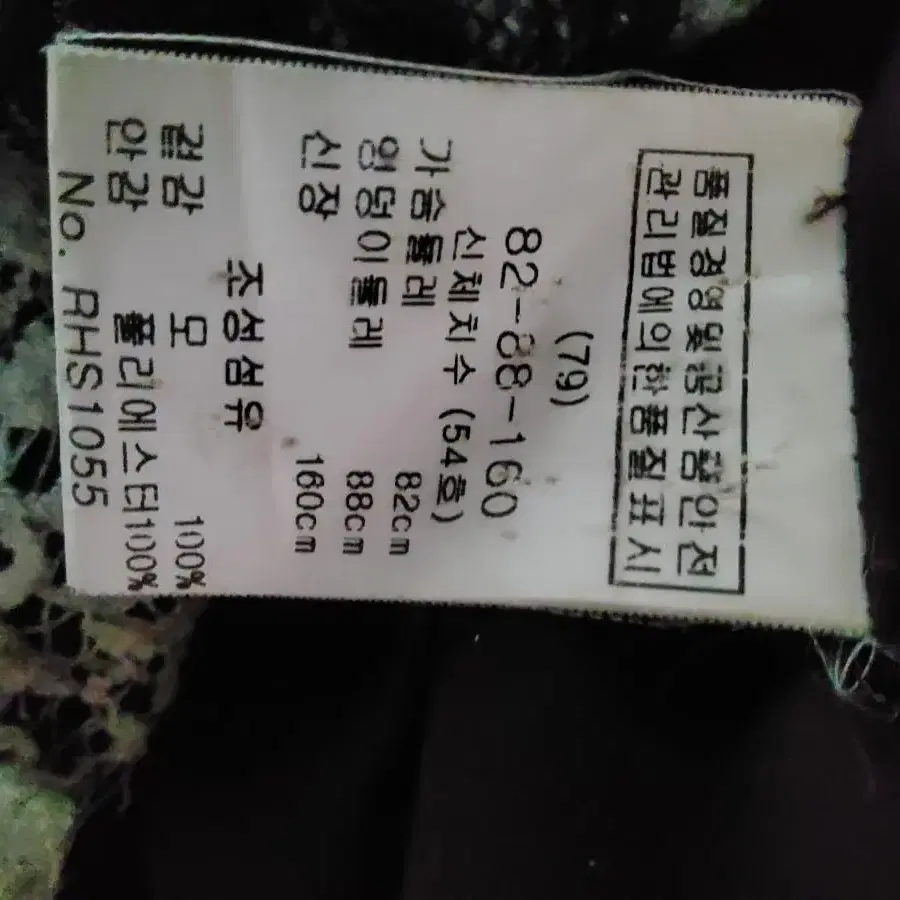 품질경영및공산품안전
관리법에의한품질표시
(79)
82-88-160
신체치수 (54호)
가슴둘레 82cm
엉덩이둘레 88cm
신장 160cm
조성섬유
겉감 모 100%
안감 폴리에스터100%
No. RHS1055